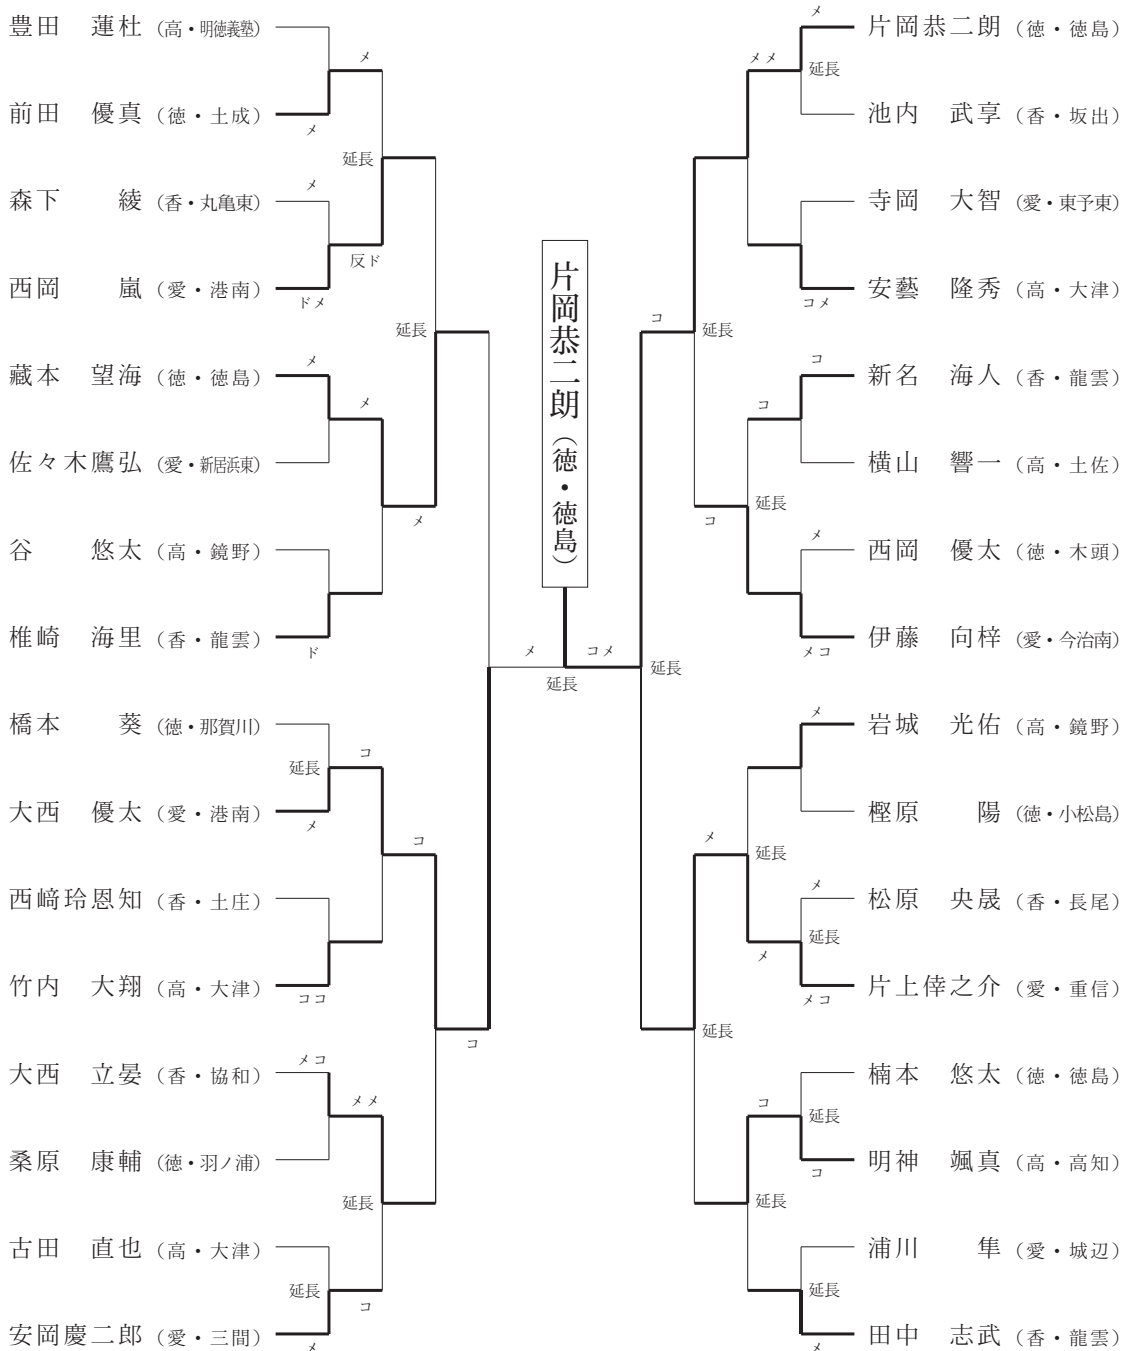 豊田　蓮杜（高・明徳義塾）
メ
前田　優真（徳・土成）
メ
延長
森下　　綾（香・丸亀東）
メ
反ド
西岡　　嵐（愛・港南）
ドメ
延長
藏本　望海（徳・徳島）
メ
メ
佐々木鷹弘（愛・新居浜東）
メ
谷　　悠太（高・鏡野）
椎崎　海里（香・龍雲）
ド
橋本　　葵（徳・那賀川）
延長
コ
大西　優太（愛・港南）
メ
コ
西﨑玲恩知（香・土庄）
竹内　大翔（高・大津）
ココ
コ
大西　立晏（香・協和）
メコ
メメ
桑原　康輔（徳・羽ノ浦）
延長
古田　直也（高・大津）
延長
コ
安岡慶二郎（愛・三間）
メ
片岡恭二朗（徳・徳島）
メ
延長
コメ
メ
片岡恭二朗（徳・徳島）
延長
メメ
池内　武享（香・坂出）
寺岡　大智（愛・東予東）
安藝　隆秀（高・大津）
コメ
コ
延長
コ
新名　海人（香・龍雲）
コ
横山　響一（高・土佐）
延長
コ
メ
西岡　優太（徳・木頭）
伊藤　向梓（愛・今治南）
メコ
延長
メ
岩城　光佑（高・鏡野）
樫原　　陽（徳・小松島）
メ
延長
メ
松原　央晟（香・長尾）
延長
メ
片上倖之介（愛・重信）
メコ
延長
楠本　悠太（徳・徳島）
コ
延長
明神　颯真（高・高知）
コ
延長
浦川　　隼（愛・城辺）
延長
田中　志武（香・龍雲）
メ